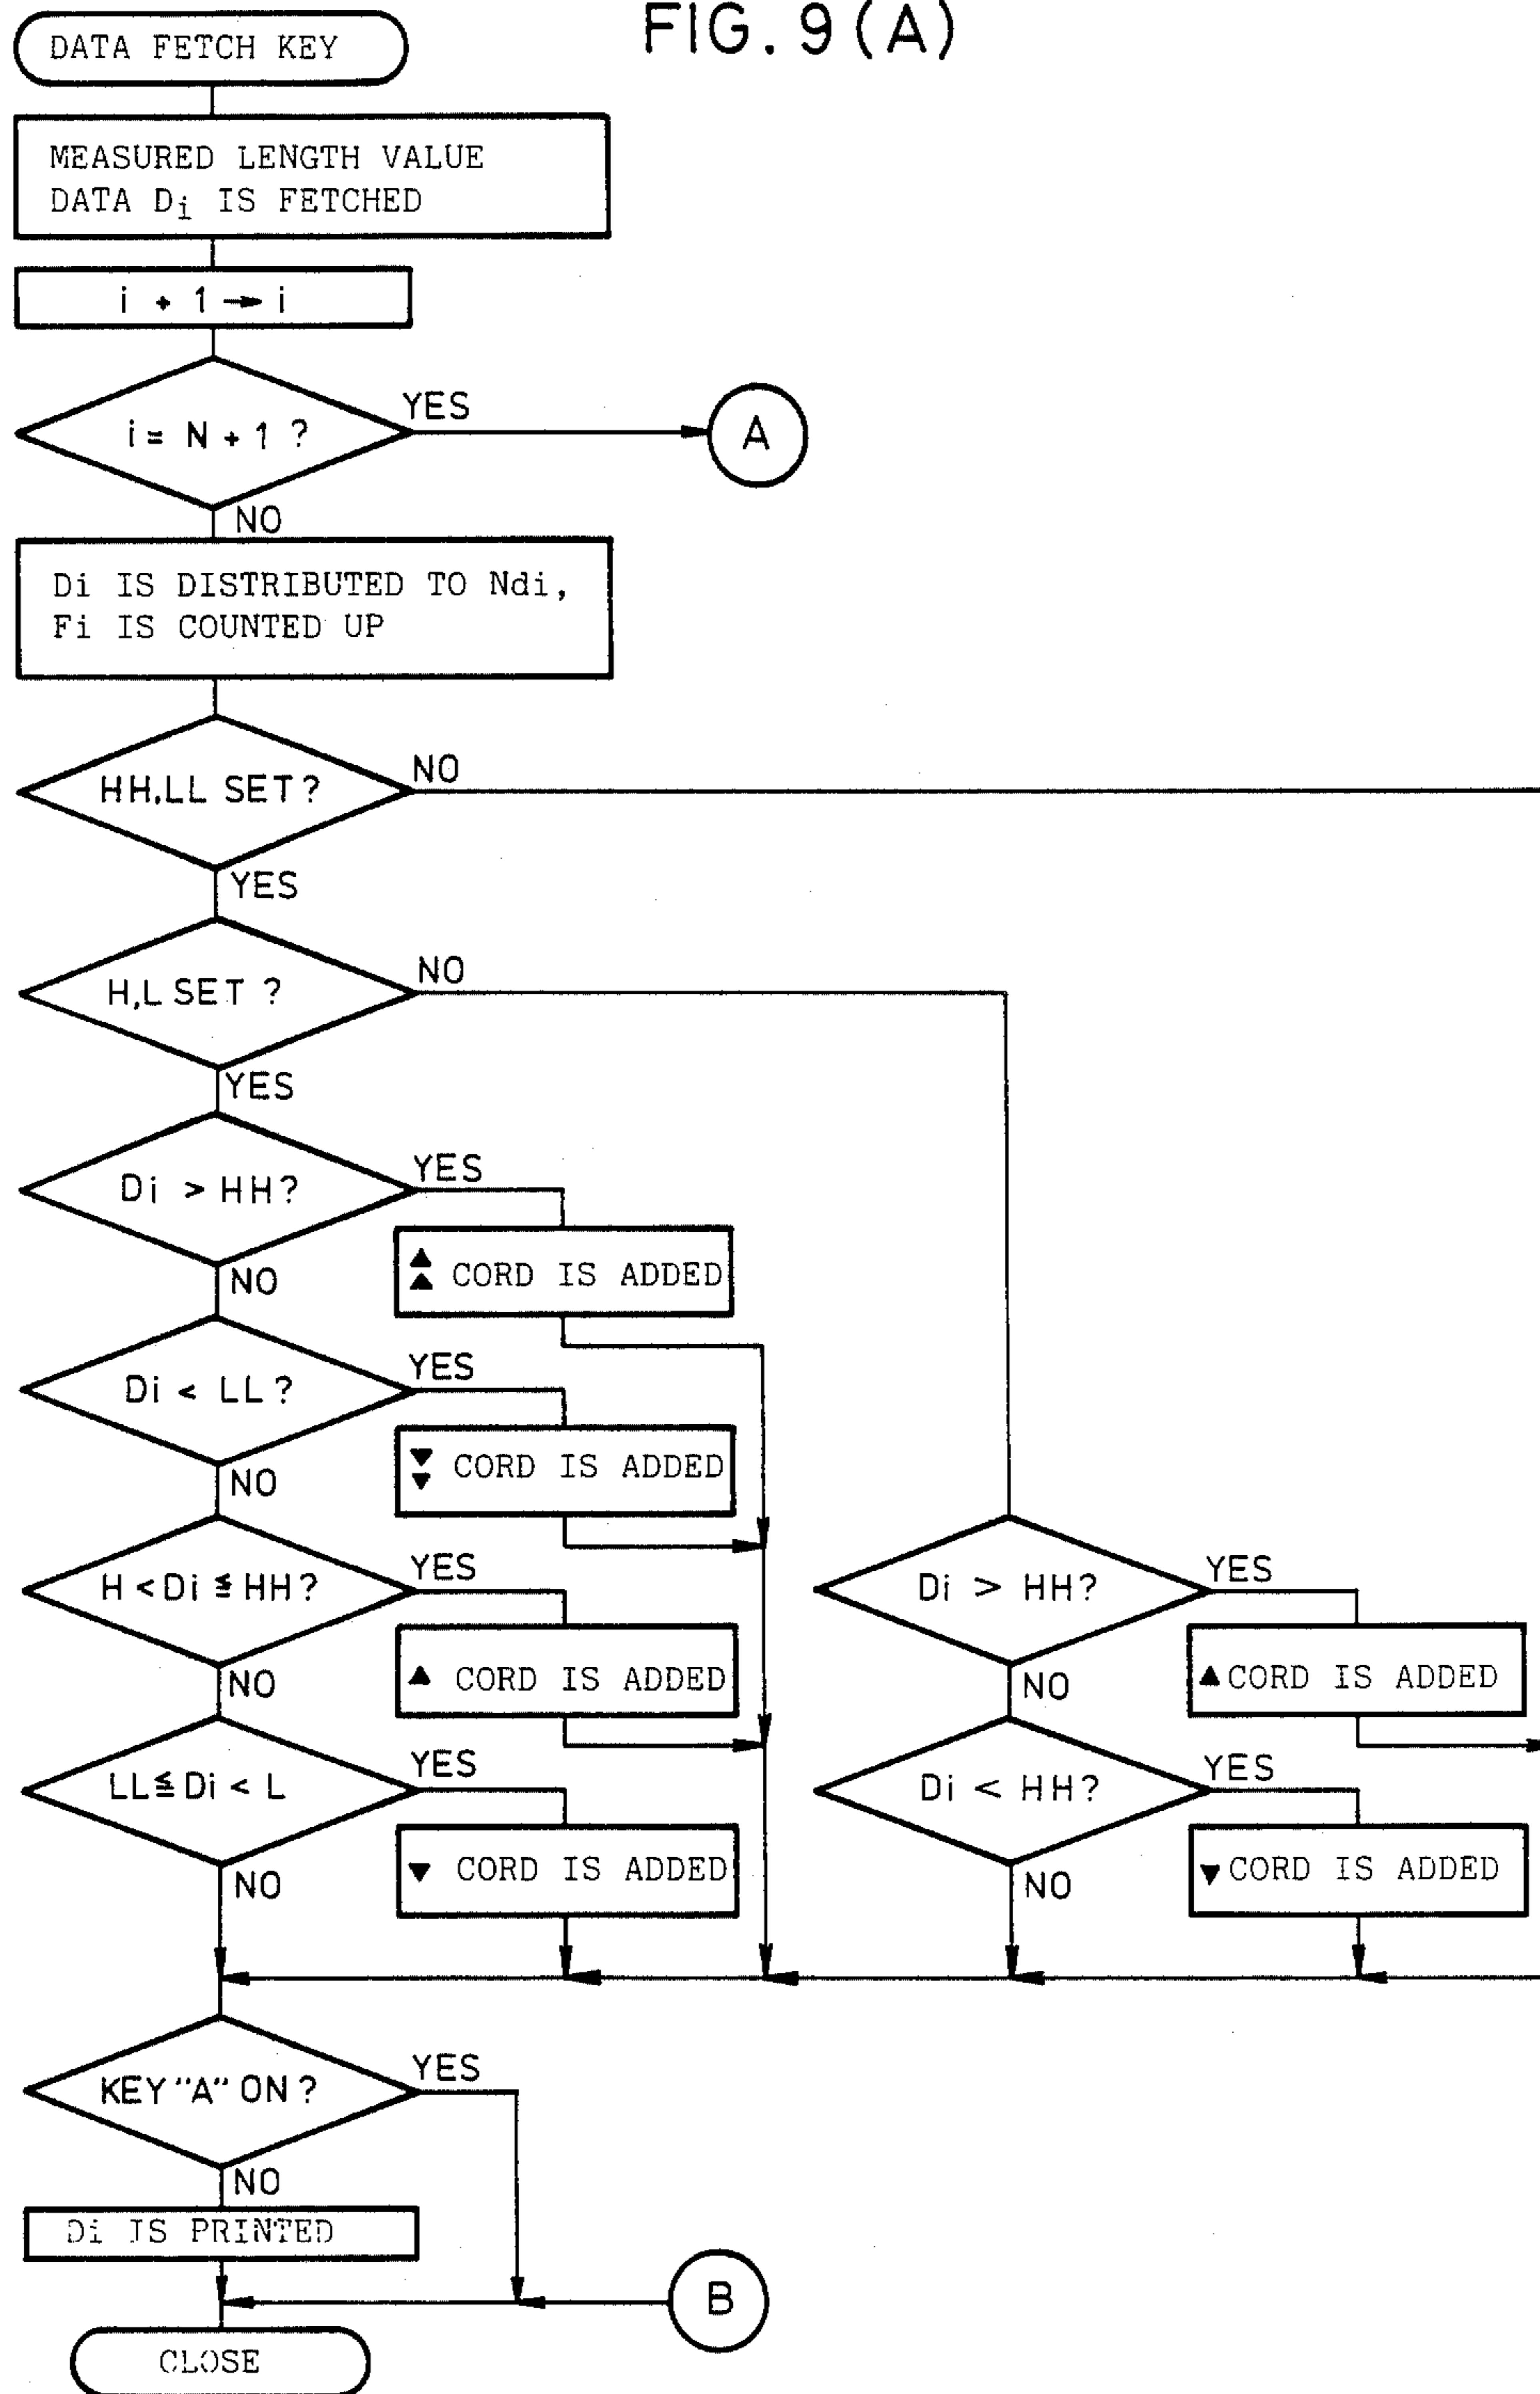 FIG. 9 (A)
DATA FETCH KEY
MEASURED LENGTH VALUE
DATA Di IS FETCHED
i + 1 → i
i = N + 1 ?
YES
A
NO
Di IS DISTRIBUTED TO Ndi,
Fi IS COUNTED UP
HH,LL SET?
NO
YES
H,L SET ?
NO
YES
Di > HH?
YES
▲▲ CORD IS ADDED
NO
Di < LL?
YES
▼▼ CORD IS ADDED
NO
H < Di ≦ HH?
YES
▲ CORD IS ADDED
NO
Di > HH?
YES
▲ CORD IS ADDED
NO
LL ≦ Di < L
YES
▼ CORD IS ADDED
NO
Di < HH?
YES
▼ CORD IS ADDED
NO
KEY "A" ON?
YES
NO
Di IS PRINTED
B
CLOSE